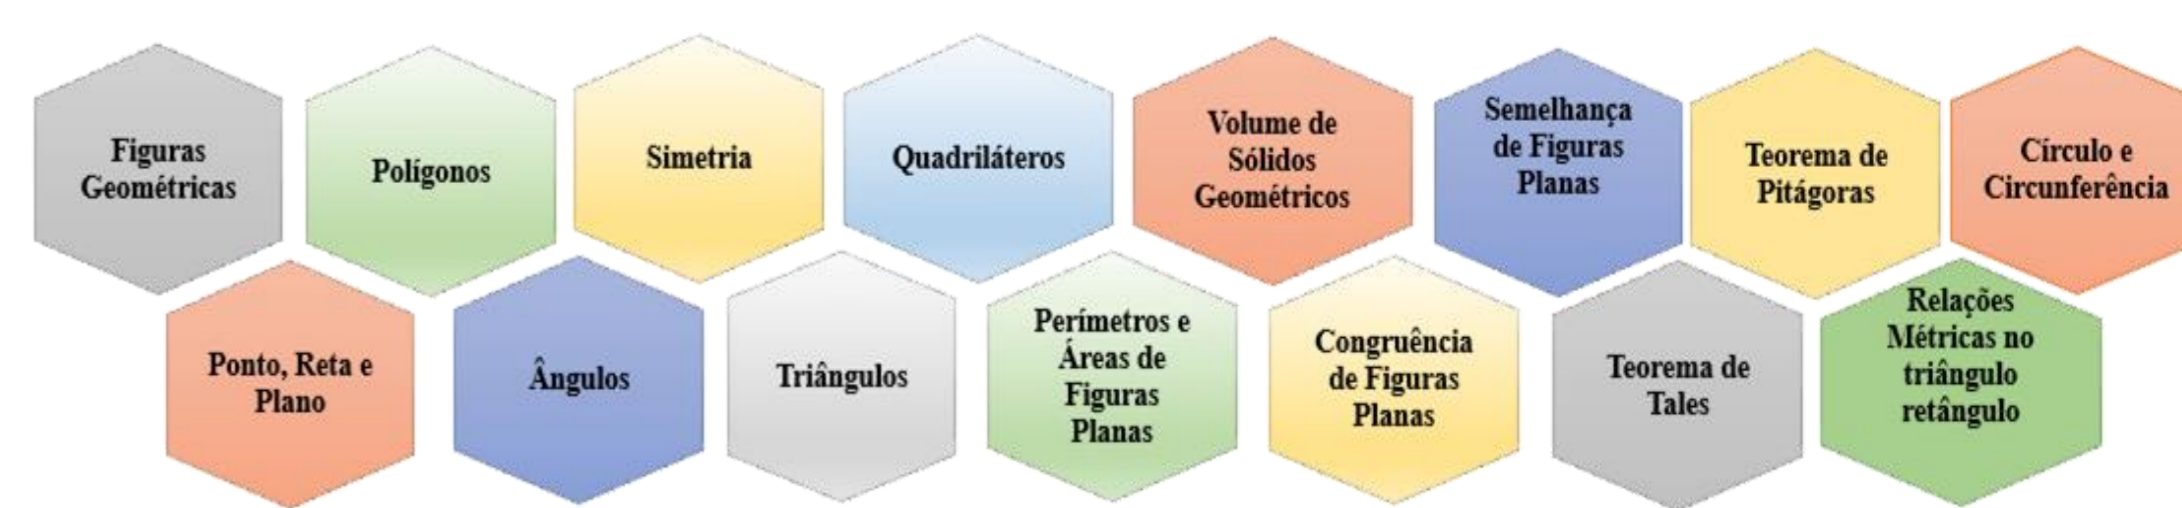 Figuras
Geométricas
Polígonos
Simetria
Quadriláteros
Volume de
Sólidos
Geométricos
Semelhança
de Figuras
Planas
Teorema de
Pitágoras
Círculo e
Circunferência
Ponto, Reta e
Plano
Ângulos
Triângulos
Perímetros e
Áreas de
Figuras
Planas
Congruência
de Figuras
Planas
Teorema de
Tales
Relações
Métricas no
triângulo
retângulo